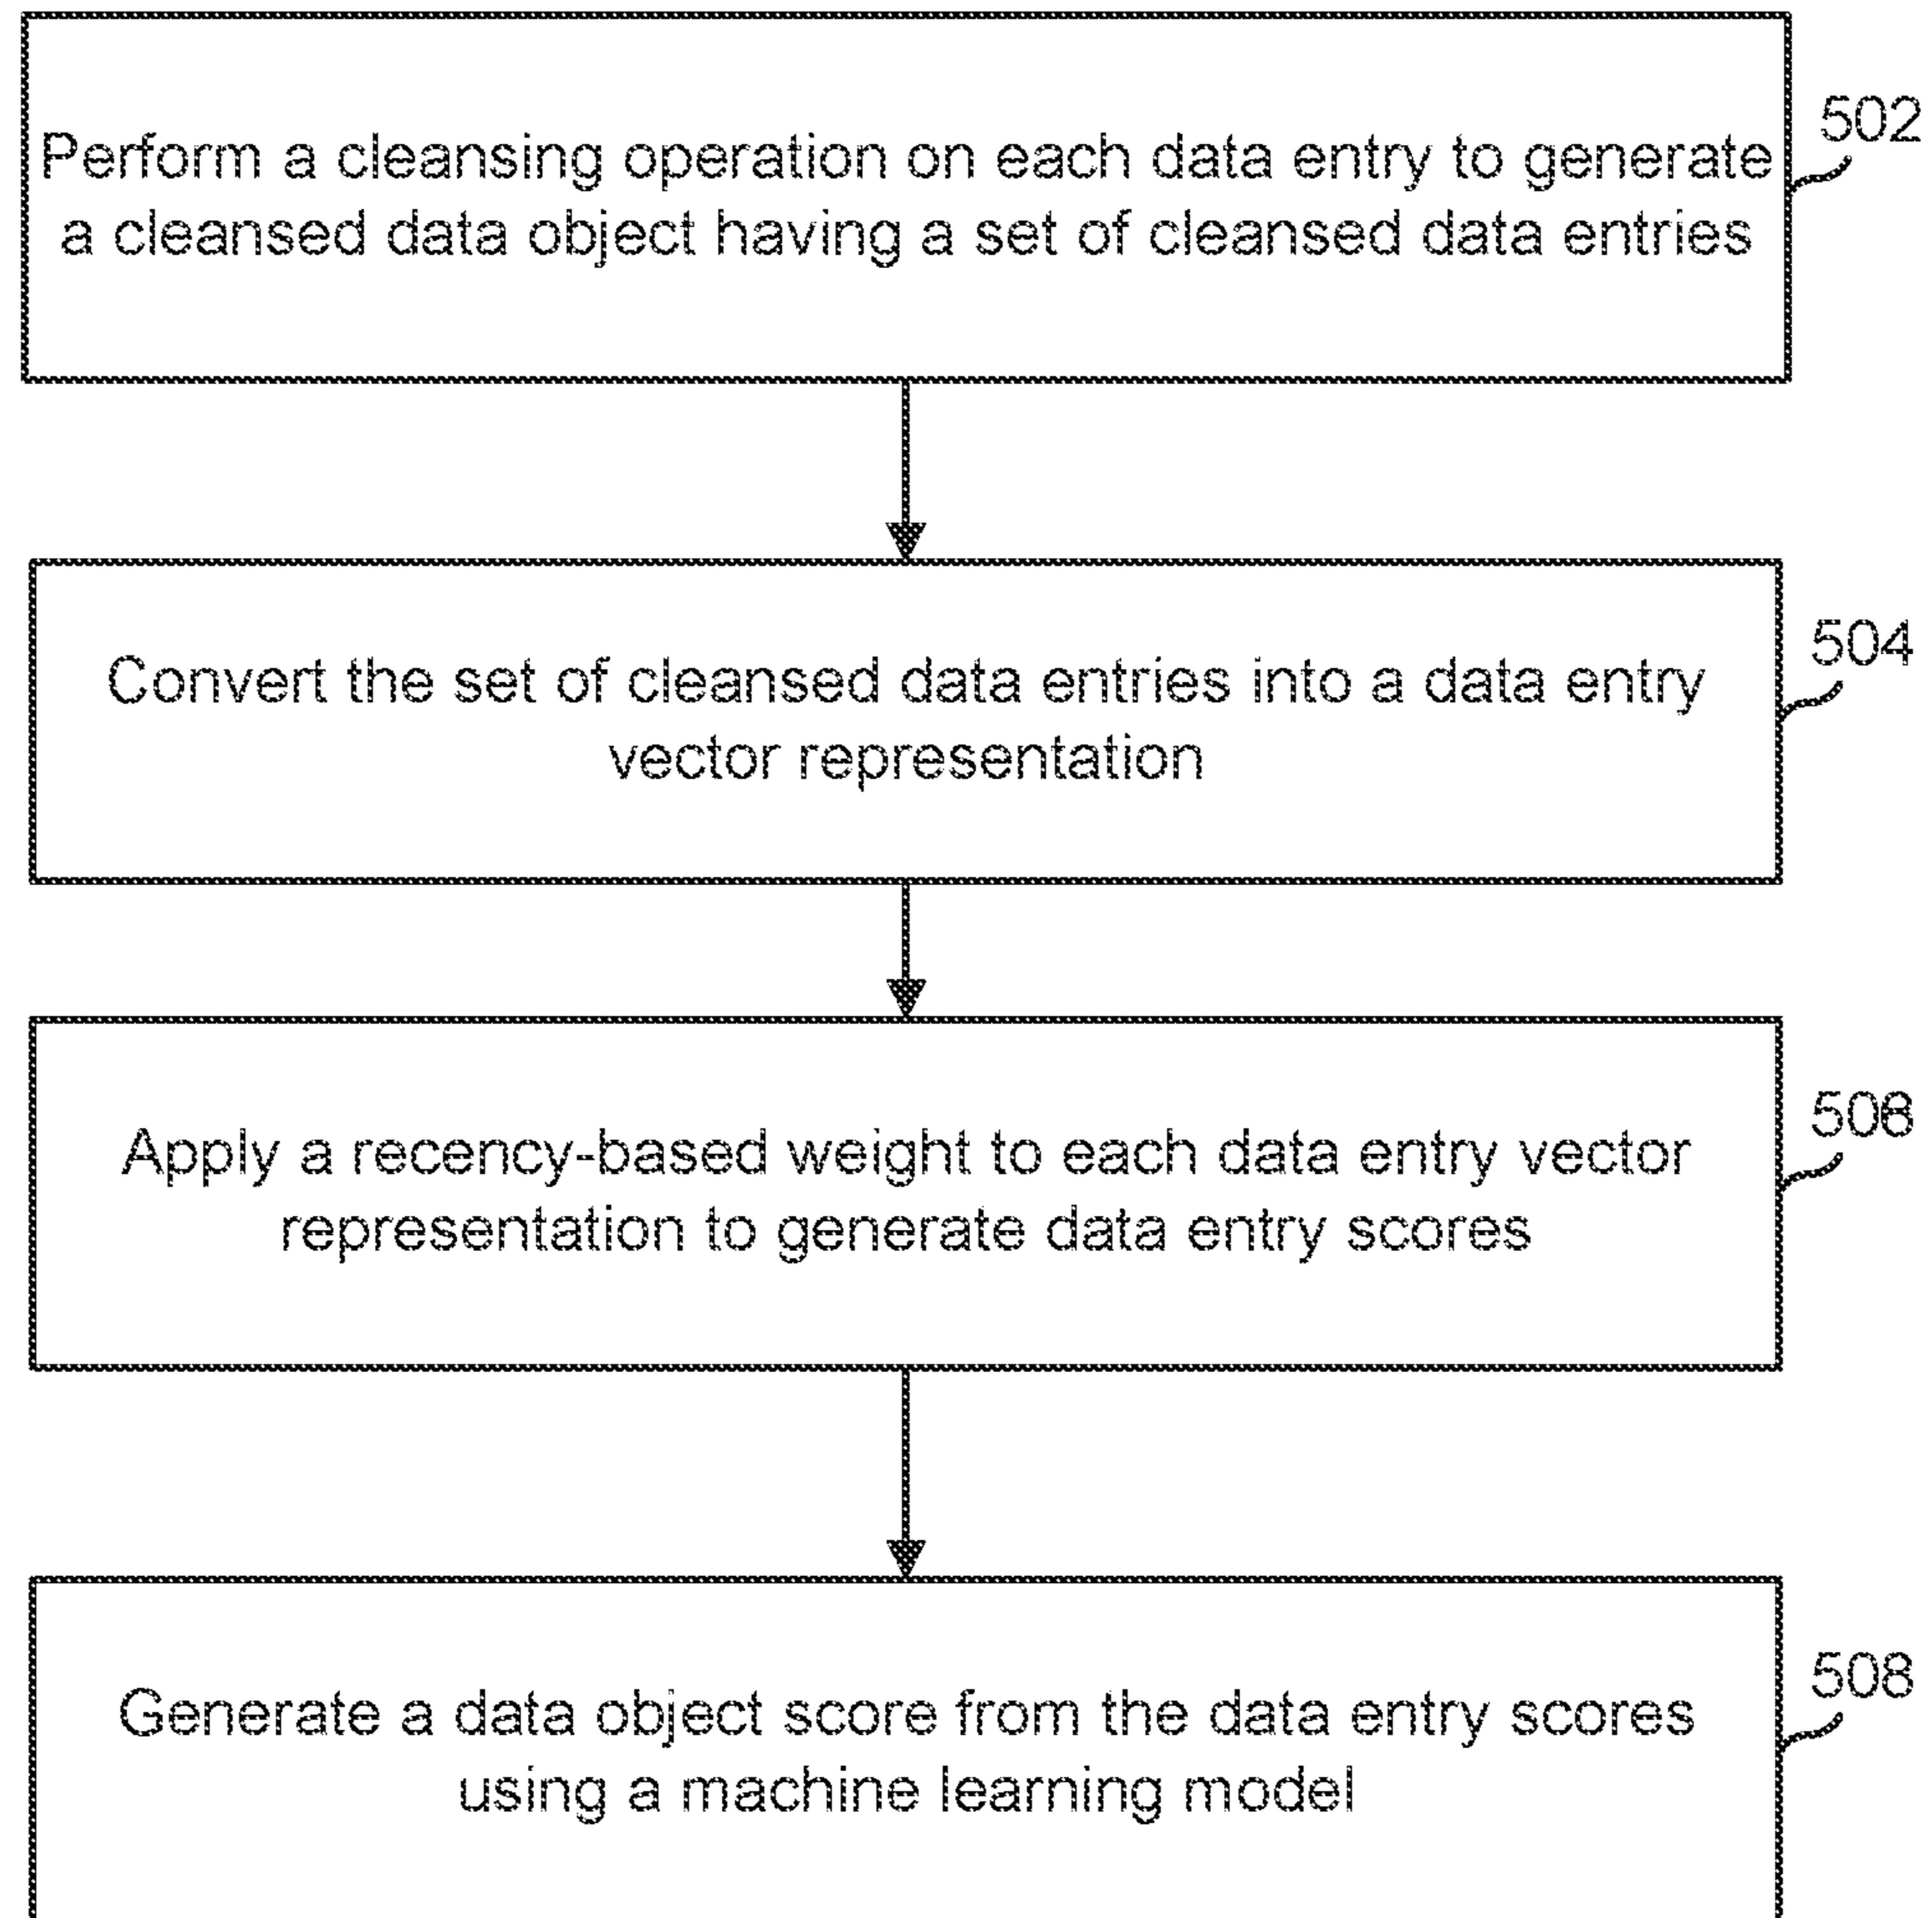 Perform a cleansing operation on each data entry to generate
a cleansed data object having a set of cleansed data entries
502
Convert the set of cleansed data entries into a data entry
vector representation
504
Apply a recency-based weight to each data entry vector
representation to generate data entry scores
506
Generate a data object score from the data entry scores
using a machine learning model
508